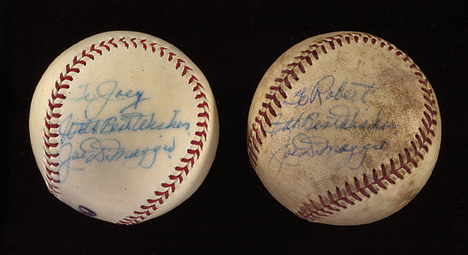 To Joey
With Best Wishes
Joe DiMaggio
To Robert
With Best Wishes
Joe DiMaggio